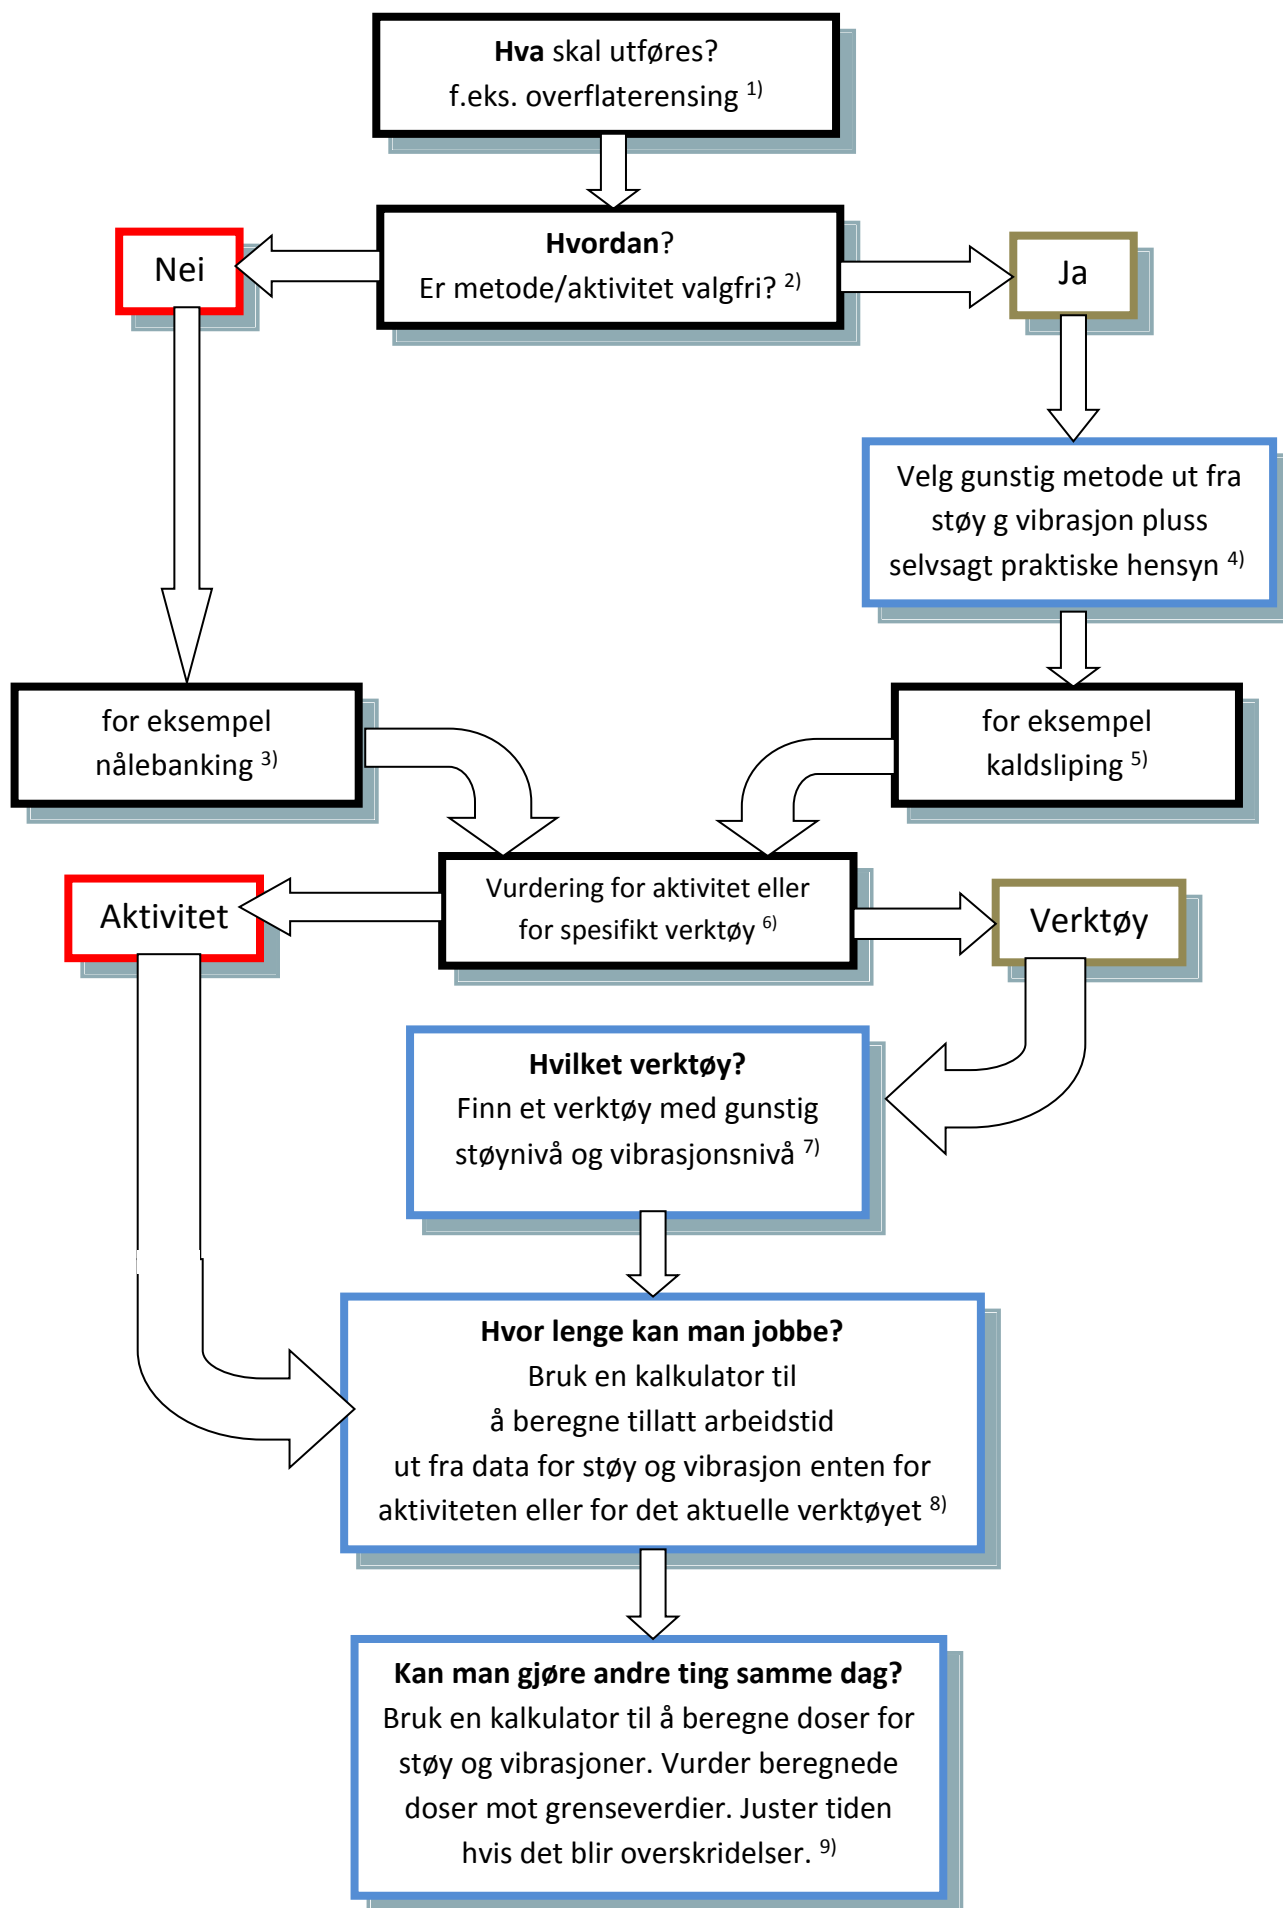 Hva skal utføres?
f.eks. overflaterensing 1)
Nei
Hvordan?
Er metode/aktivitet valgfri? 2)
Ja
Velg gunstig metode ut fra
støy g vibrasjon pluss
selvsagt praktiske hensyn 4)
for eksempel
nålebanking 3)
for eksempel
kaldsliping 5)
Aktivitet
Vurdering for aktivitet eller
for spesifikt verktøy 6)
Verktøy
Hvilket verktøy?
Finn et verktøy med gunstig
støynivå og vibrasjonsnivå 7)
Hvor lenge kan man jobbe?
Bruk en kalkulator til
å beregne tillatt arbeidstid
ut fra data for støy og vibrasjon enten for
aktiviteten eller for det aktuelle verktøyet 8)
Kan man gjøre andre ting samme dag?
Bruk en kalkulator til å beregne doser for
støy og vibrasjoner. Vurder beregnede
doser mot grenseverdier. Juster tiden
hvis det blir overskridelser. 9)